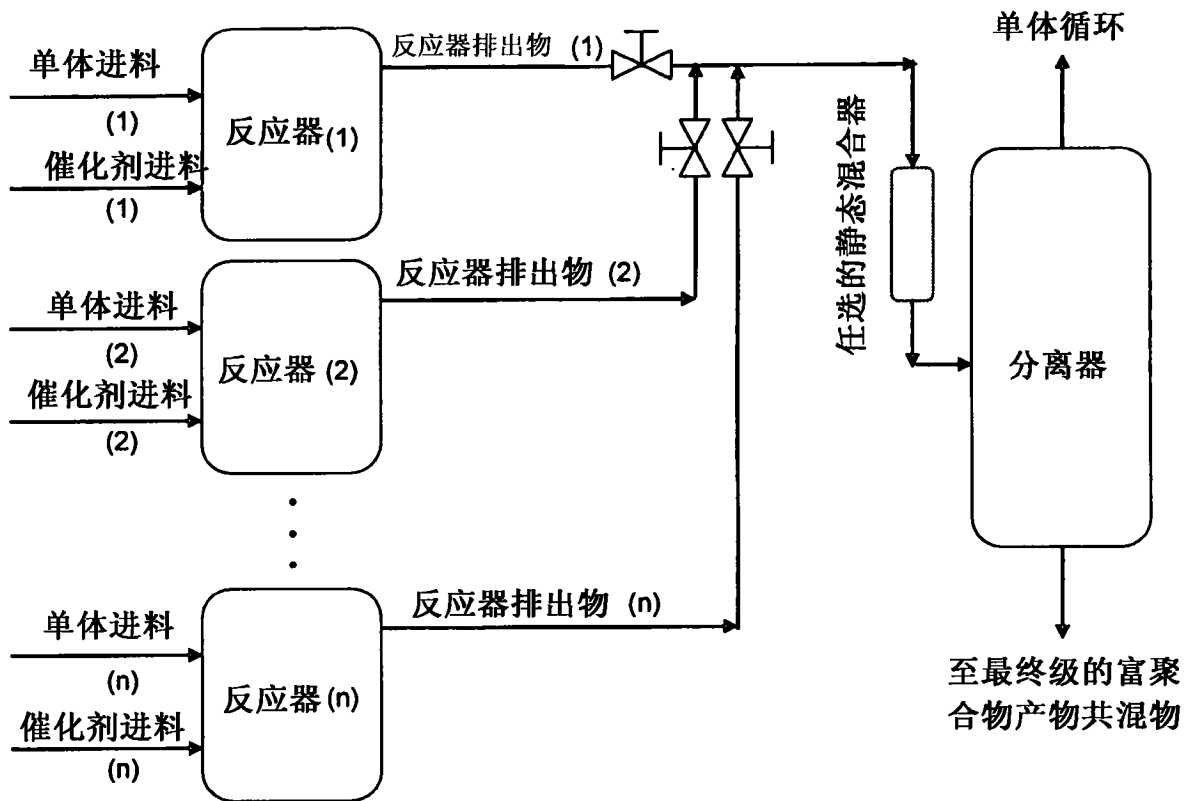 单体进料
(1)
催化剂进料
(1)
反应器(1)
反应器排出物 (1)
单体进料
(2)
催化剂进料
(2)
反应器 (2)
反应器排出物 (2)
单体进料
(n)
催化剂进料
(n)
反应器(n)
反应器排出物 (n)
任选的静态混合器
单体循环
分离器
至最终级的富聚
合物产物共混物